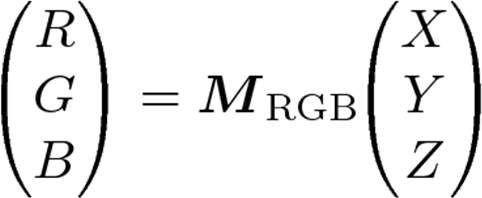 (R G B) = M_RGB (X Y Z)